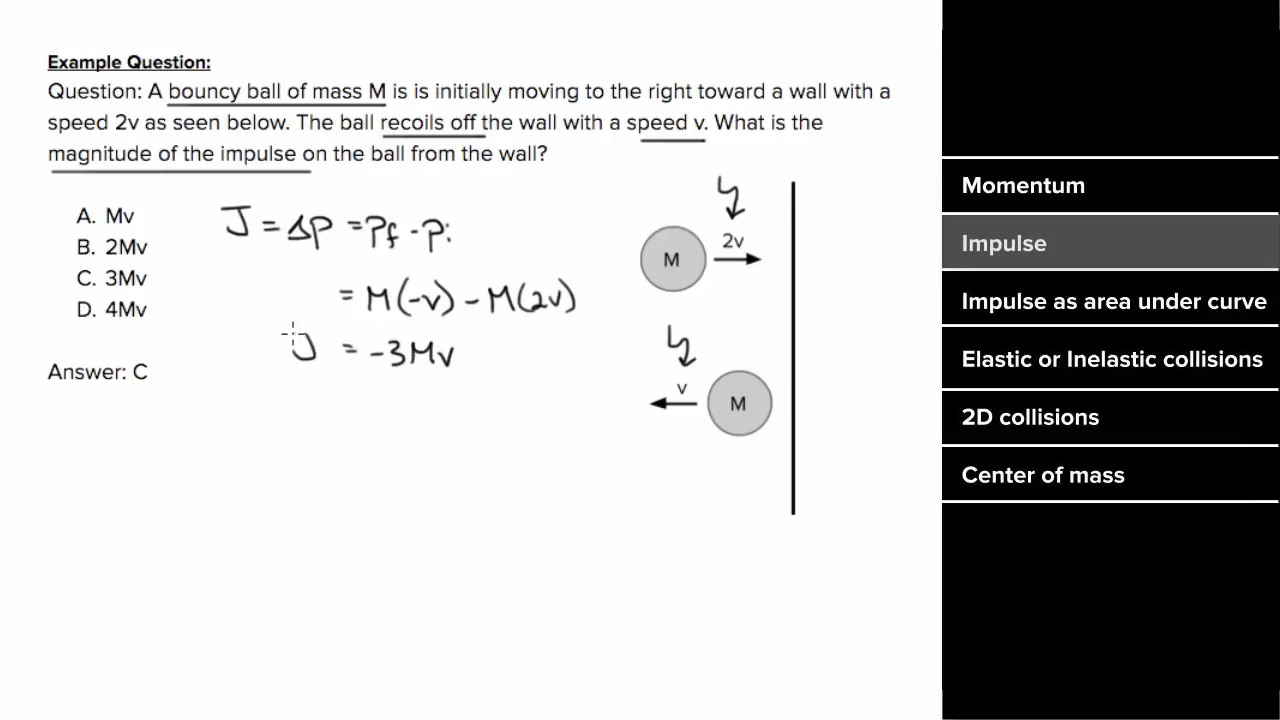 Example Question:
Question: A bouncy ball of mass M is is initially moving to the right toward a wall with a
speed 2v as seen below. The ball recoils off the wall with a speed v. What is the
magnitude of the impulse on the ball from the wall?
A. Mv
B. 2Mv
C. 3Mv
D. 4Mv
Answer: C
J = Δp = Pf - Pi
= M(-v) - M(2v)
J = -3Mv
2v
M
v
M
Momentum
Impulse
Impulse as area under curve
Elastic or Inelastic collisions
2D collisions
Center of mass